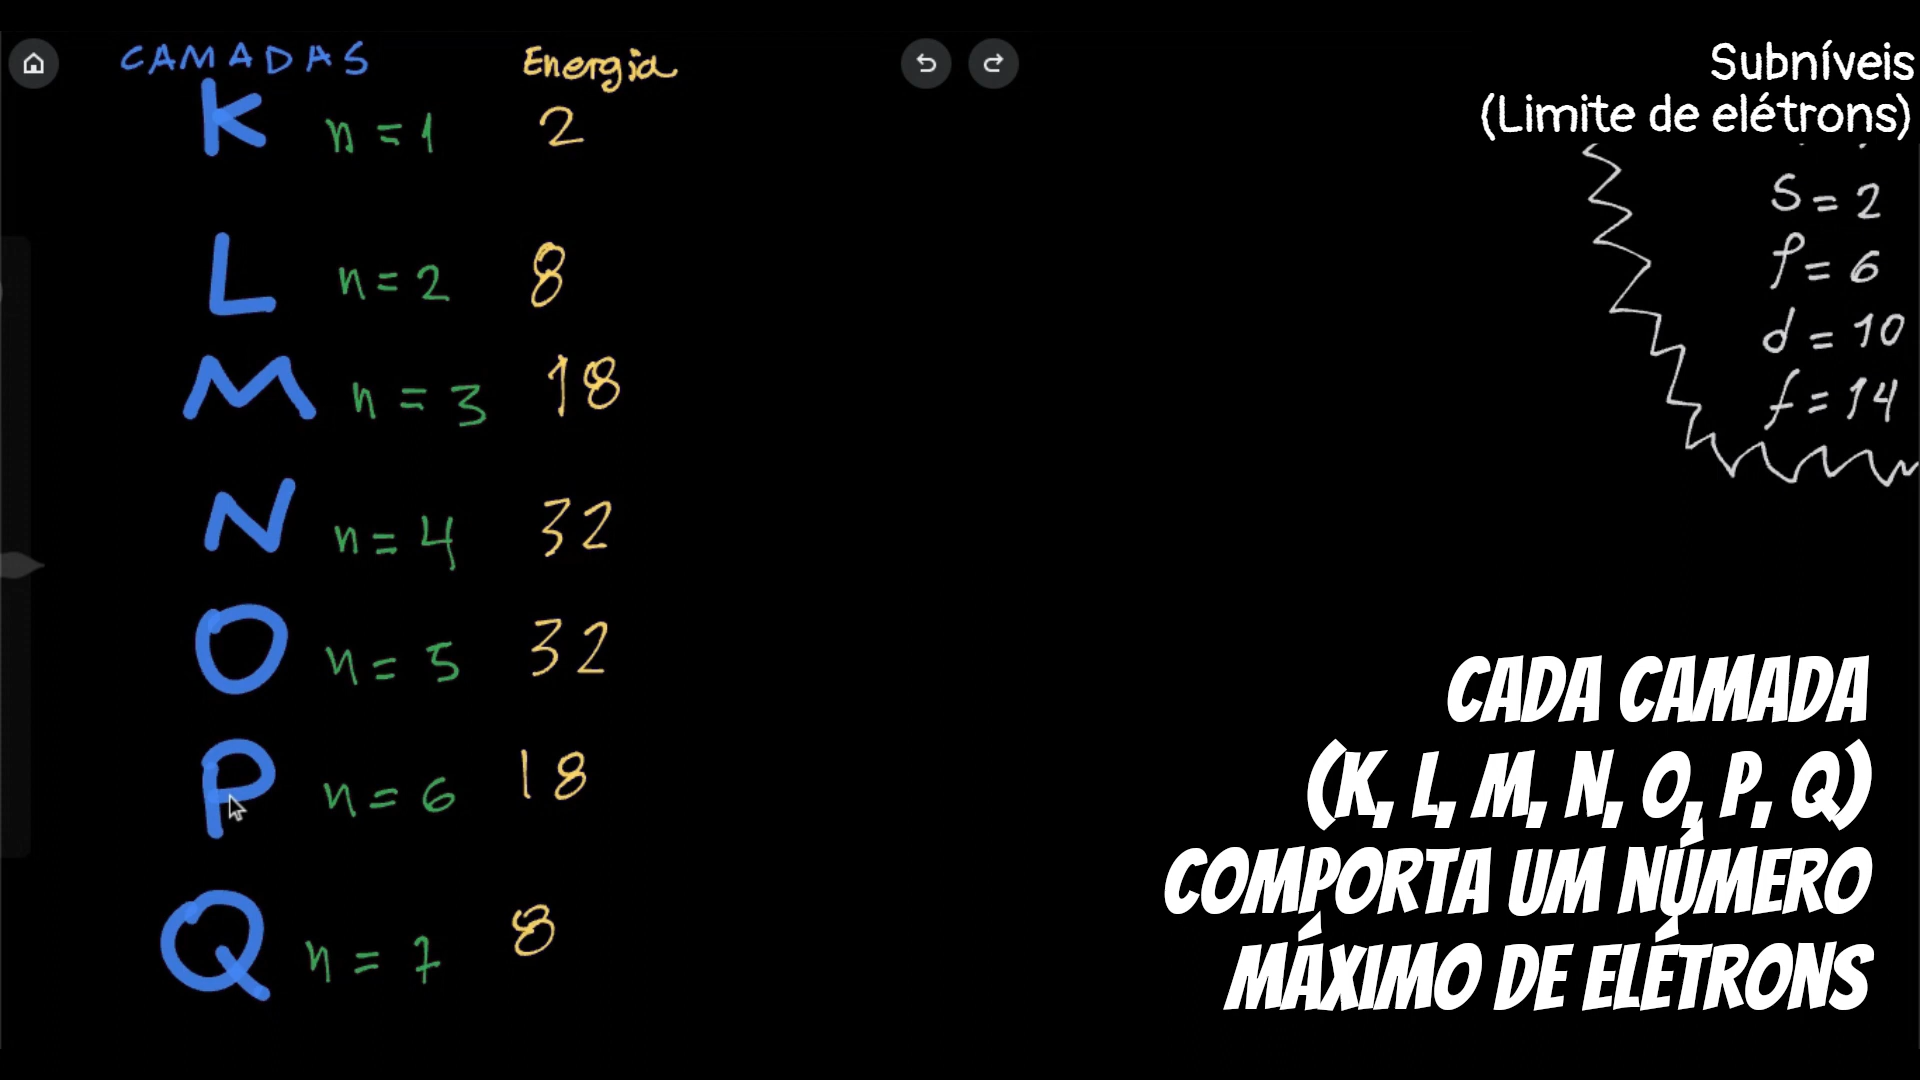 CAMADAS Energia
K n = 1 2
L n = 2 8
M n = 3 18
N n = 4 32
O n = 5 32
P n = 6 18
Q n = 7 8
Subníveis
(Limite de elétrons)
S = 2
p = 6
d = 10
f = 14
CADA CAMADA
(K, L, M, N, O, P, Q)
COMPORTA UM NÚMERO
MÁXIMO DE ELÉTRONS